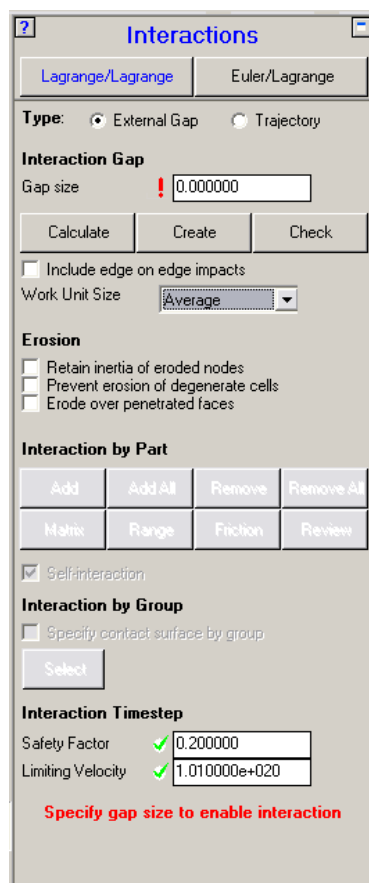 ?
Interactions
Lagrange/Lagrange Euler/Lagrange
Type: External Gap Trajectory
Interaction Gap
Gap size ! 0.000000
Calculate Create Check
Include edge on edge impacts
Work Unit Size Average
Erosion
Retain inertia of eroded nodes
Prevent erosion of degenerate cells
Erode over penetrated faces
Interaction by Part
Add Add All Remove Remove All
Matrix Range Friction Review
Self-interaction
Interaction by Group
Specify contact surface by group
Select
Interaction Timestep
Safety Factor 0.200000
Limiting Velocity 1.010000e+020
Specify gap size to enable interaction